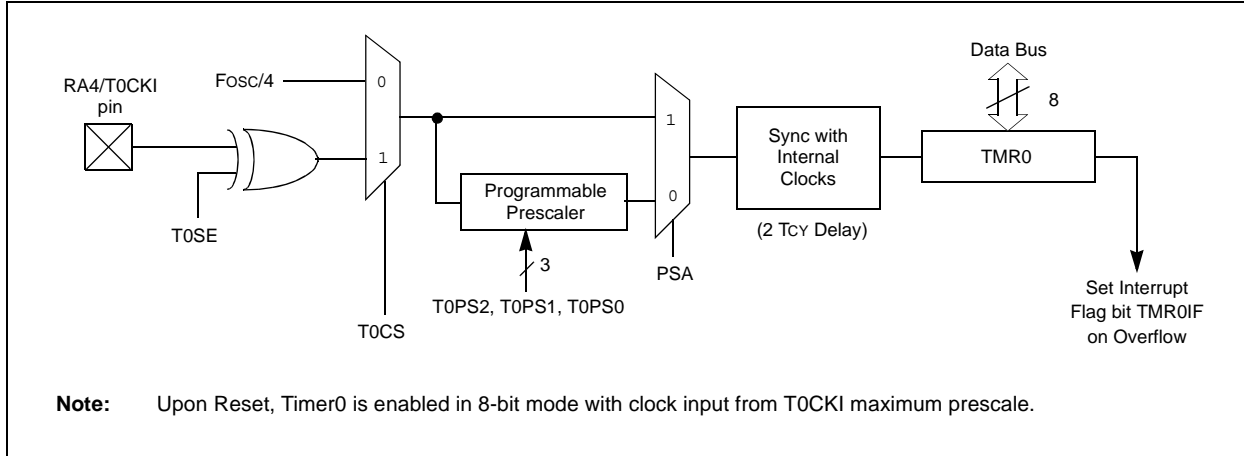 RA4/T0CKI
pin
FOSC/4
0
1
T0SE
T0CS
Programmable
Prescaler
3
T0PS2, T0PS1, T0PS0
1
0
PSA
Sync with
Internal
Clocks
(2 TCY Delay)
Data Bus
8
TMR0
Set Interrupt
Flag bit TMR0IF
on Overflow
Note: Upon Reset, Timer0 is enabled in 8-bit mode with clock input from T0CKI maximum prescale.